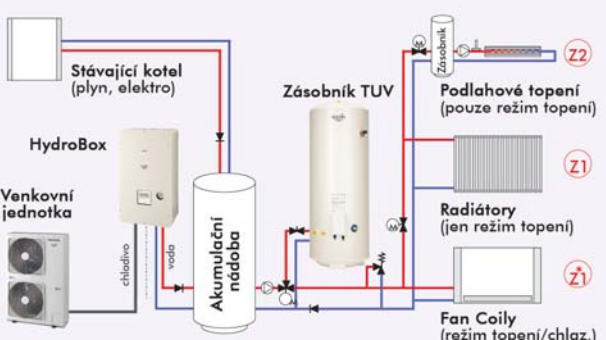 Stávající kotel
(plyn, elektro)
HydroBox
Venkovní
jednotka
chladivo
voda
Akumulační
nádoba
Zásobník TUV
M
Zásobník
Z2
Podlahové topení
(pouze režim topení)
Z1
Radiátory
(jen režim topení)
M
Z1*
Fan Coily
(režim topení/chlaz.)